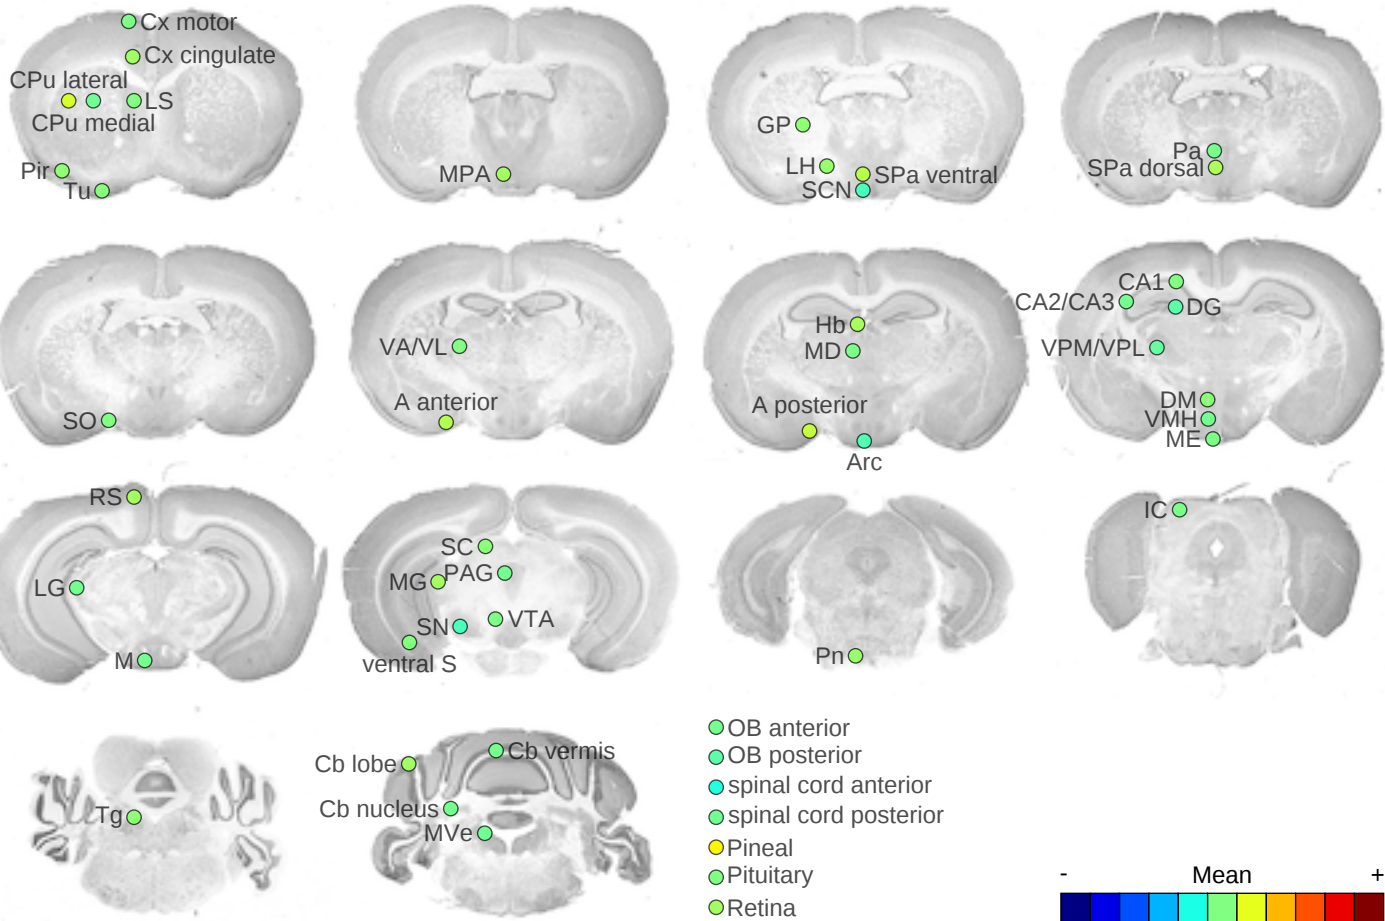 Cx motor
Cx cingulate
CPu lateral
LS
CPu medial
Pir
Tu
MPA
GP
LH
SPa ventral
SCN
Pa
SPa dorsal
SO
VA/VL
A anterior
Hb
MD
A posterior
Arc
CA1
CA2/CA3
DG
VPM/VPL
DM
VMH
ME
RS
LG
M
SC
MG
PAG
SN
VTA
ventral S
Pn
IC
Tg
Cb lobe
Cb vermis
Cb nucleus
MVe
OB anterior
OB posterior
spinal cord anterior
spinal cord posterior
Pineal
Pituitary
Retina
- Mean +